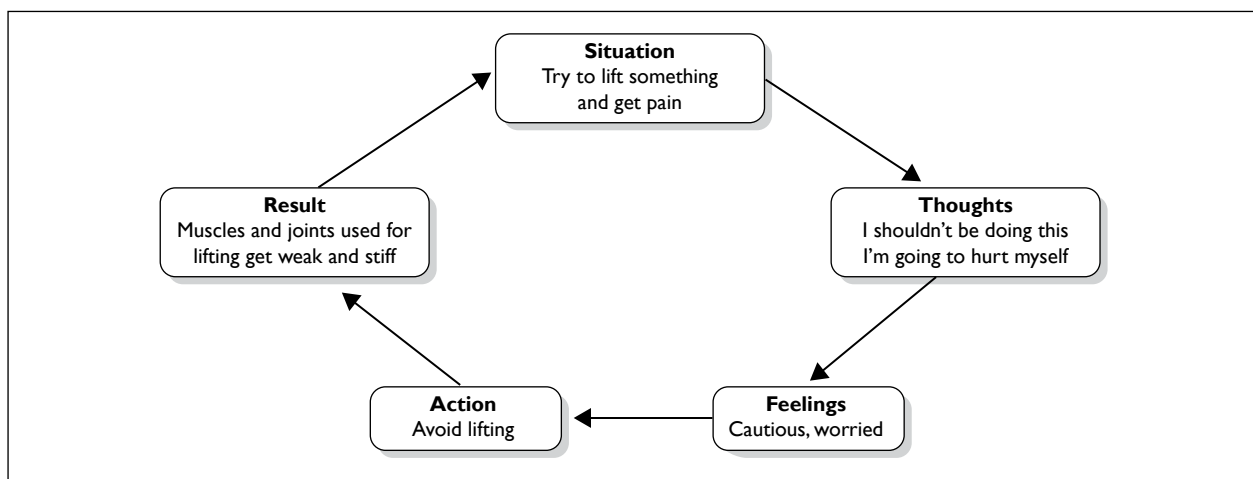 Situation
Try to lift something
and get pain
Thoughts
I shouldn’t be doing this
I’m going to hurt myself
Feelings
Cautious, worried
Action
Avoid lifting
Result
Muscles and joints used for
lifting get weak and stiff